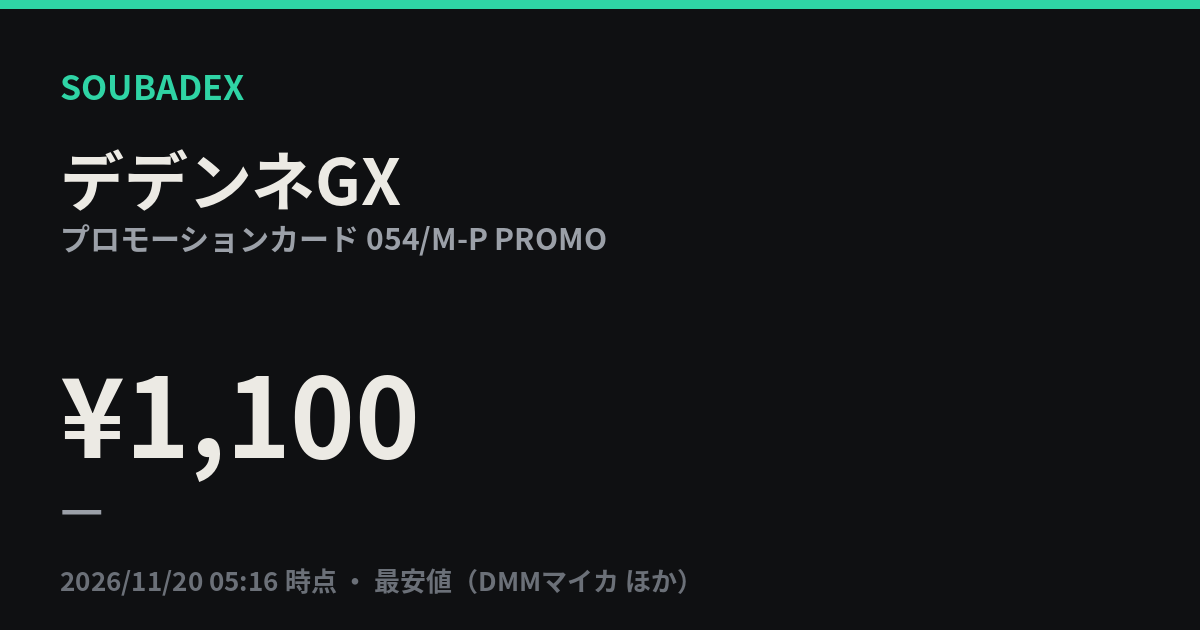 SOUBADEX
デデンネGX
プロモーションカード 054/M-P PROMO
¥1,100
—
2026/11/20 05:16 時点 ・ 最安値（DMMマイカ ほか）